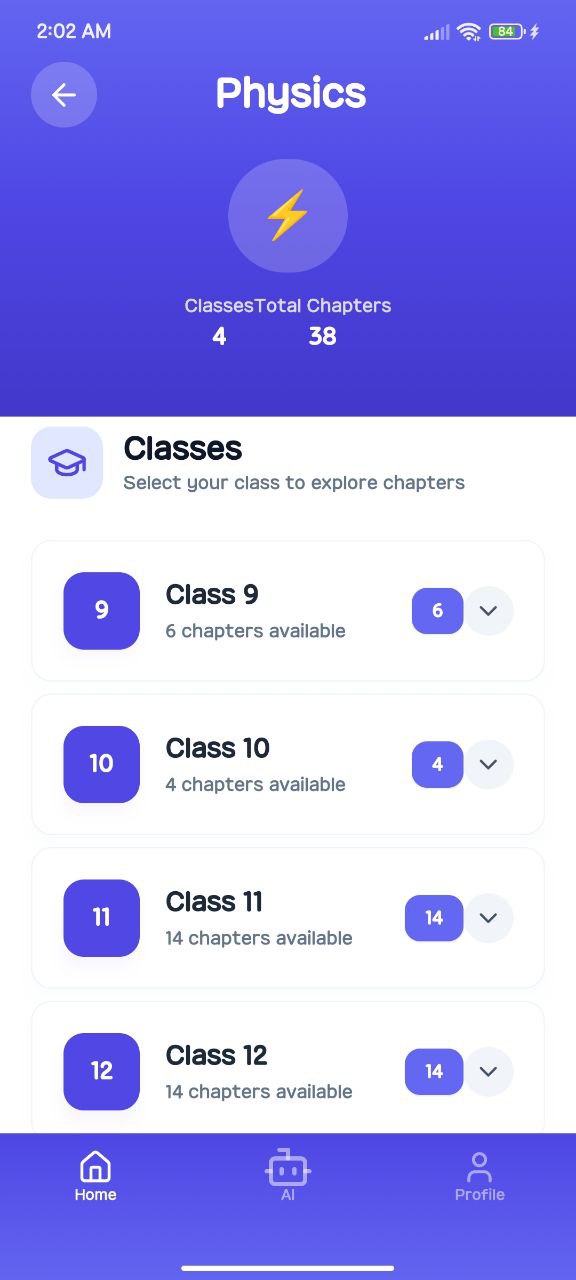 2:02 AM
84
Physics
ClassesTotal Chapters
4 38
Classes
Select your class to explore chapters
9
Class 9
6 chapters available
6
10
Class 10
4 chapters available
4
11
Class 11
14 chapters available
14
12
Class 12
14 chapters available
14
Home
AI
Profile